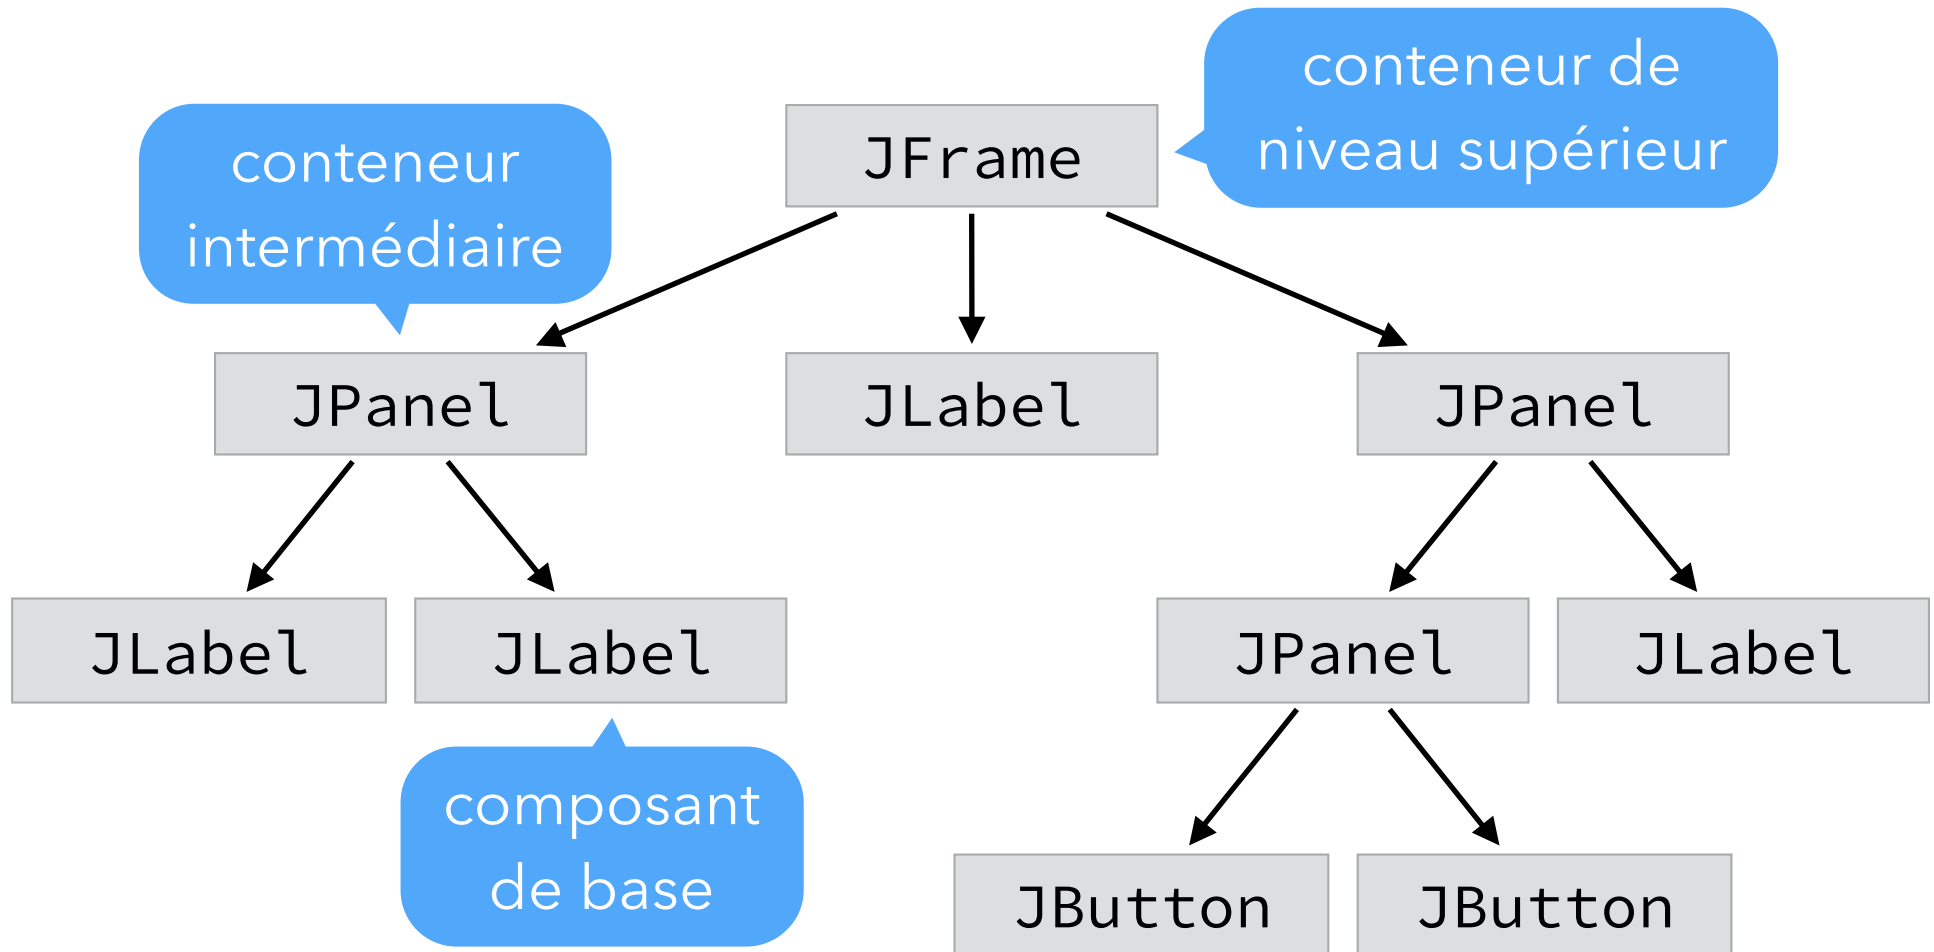 conteneur de
niveau supérieur
JFrame
conteneur
intermédiaire
JPanel
JLabel
JPanel
JLabel
JLabel
JPanel
JLabel
composant
de base
JButton
JButton